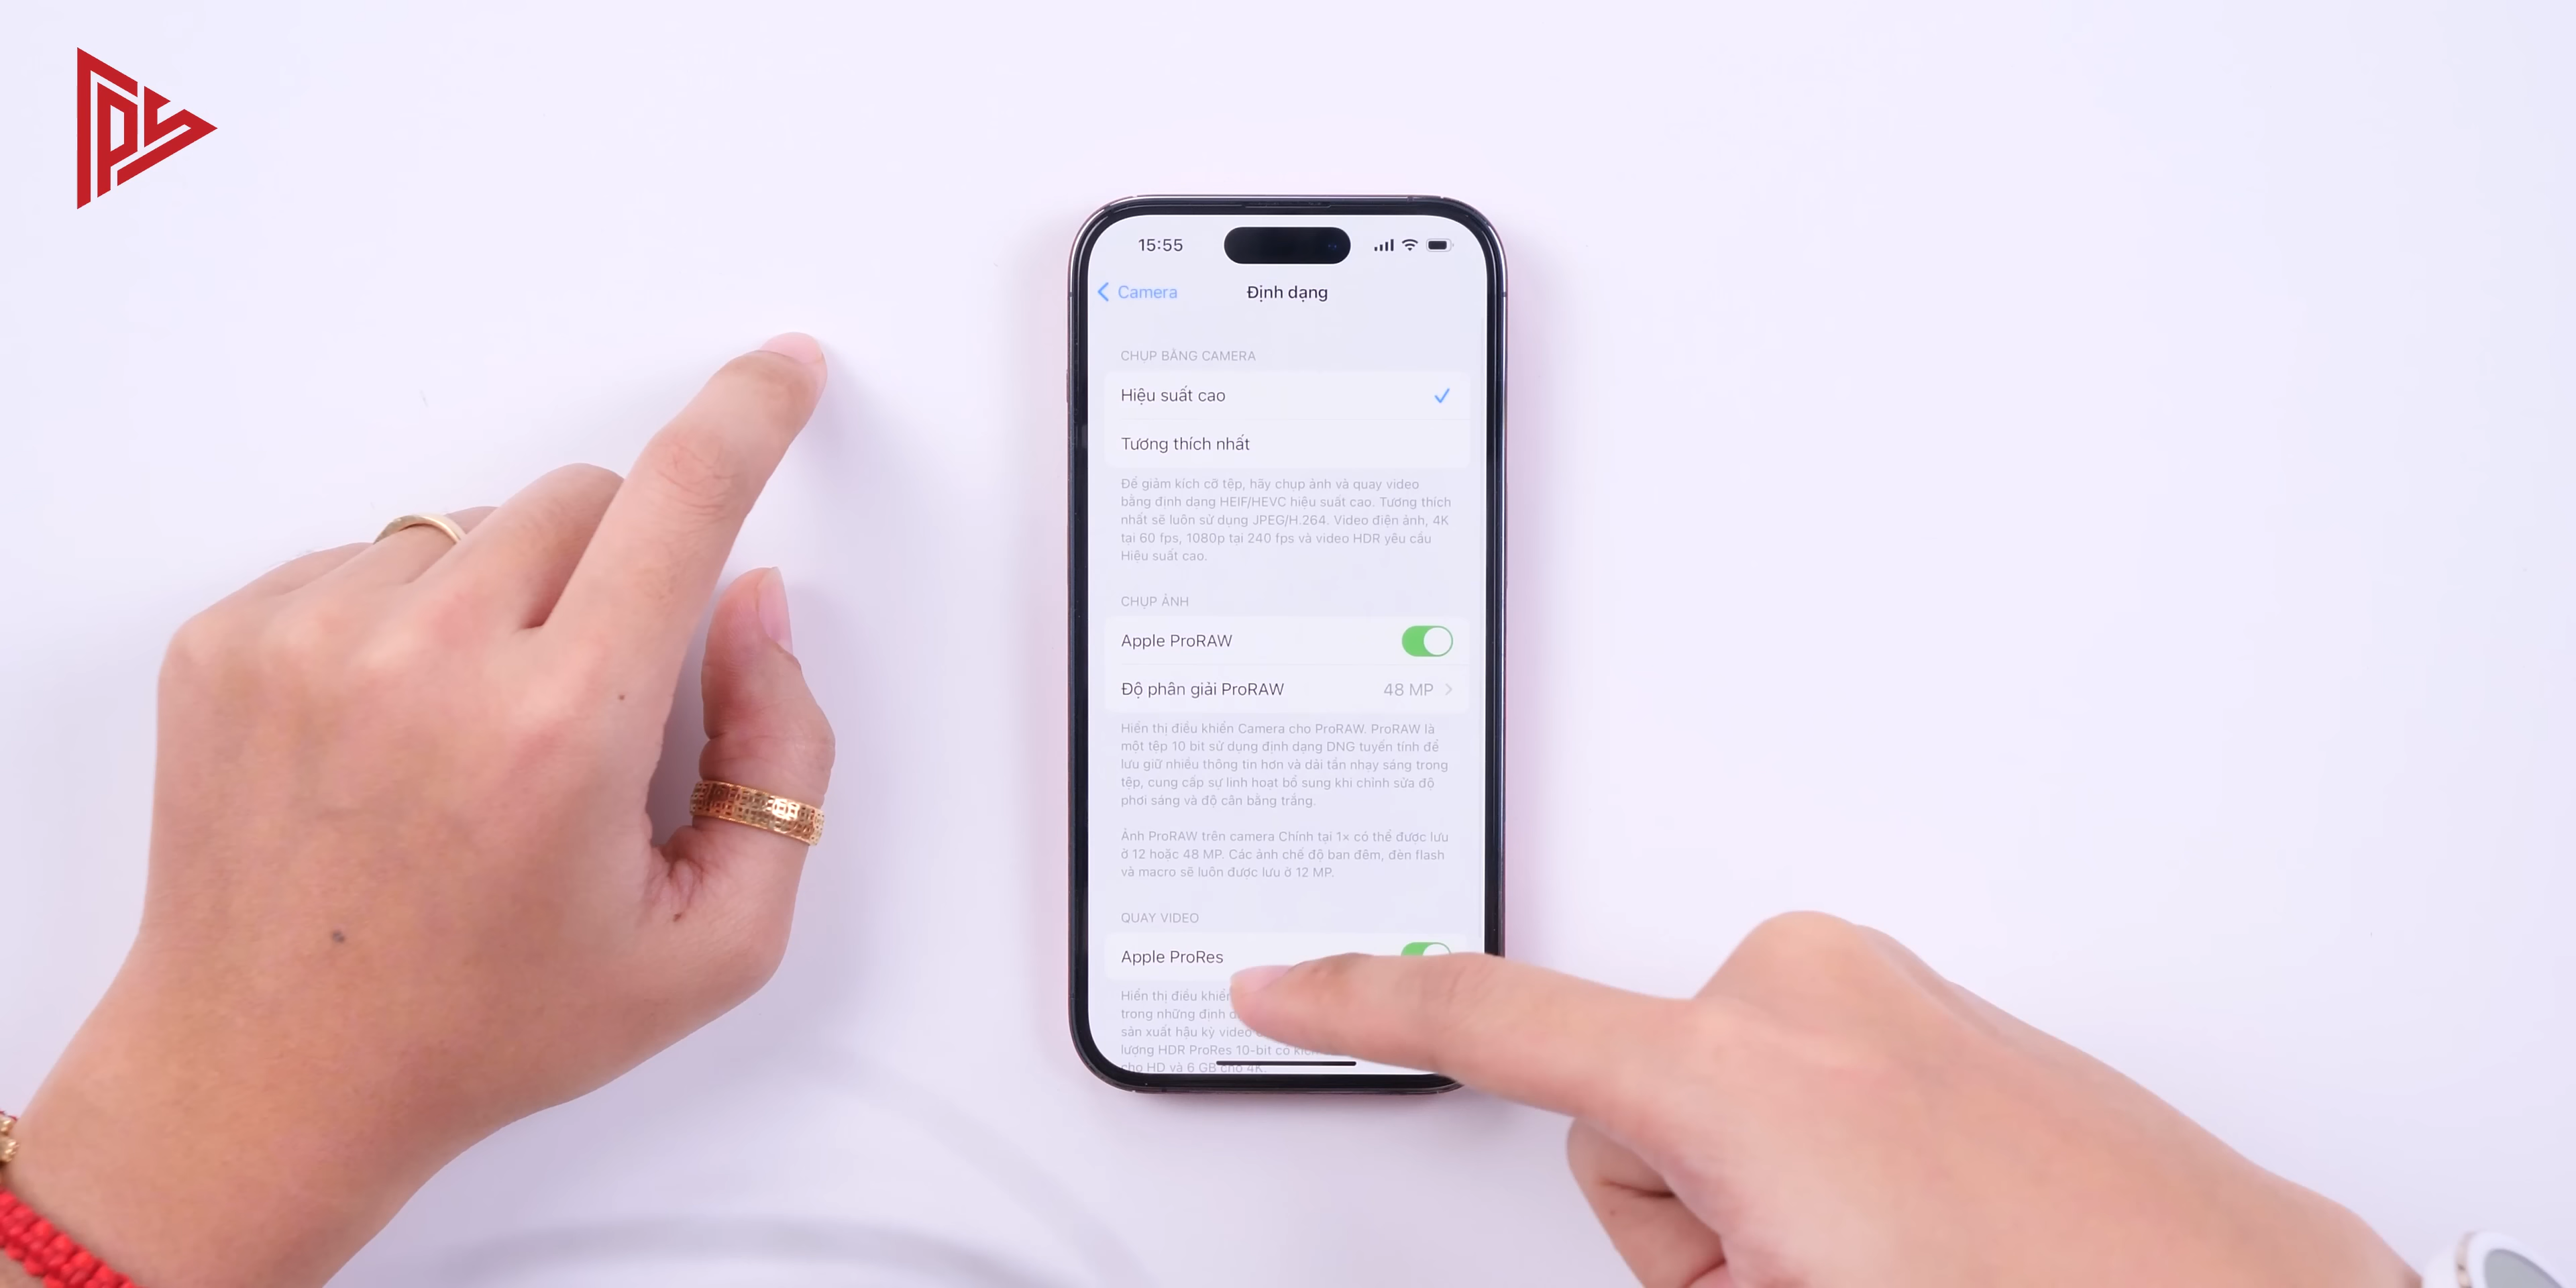 15:55
Camera
Định dạng
CHỤP BẰNG CAMERA
Hiệu suất cao
Tương thích nhất
Để giảm kích cỡ tệp, hãy chụp ảnh và quay video
bằng định dạng HEIF/HEVC hiệu suất cao. Tương thích
nhất sẽ luôn sử dụng JPEG/H.264. Video điện ảnh, 4K
tại 60 fps, 1080p tại 240 fps và video HDR yêu cầu
Hiệu suất cao.
CHỤP ẢNH
Apple ProRAW
Độ phân giải ProRAW 48 MP
Hiển thị điều khiển Camera cho ProRAW. ProRAW là
một tệp 10 bit sử dụng định dạng DNG tuyến tính để
lưu giữ nhiều thông tin hơn và dải tần nhạy sáng trong
tệp, cung cấp sự linh hoạt bổ sung khi chỉnh sửa độ
phơi sáng và độ cân bằng trắng.
Ảnh ProRAW trên camera Chính tại 1x có thể được lưu
ở 12 hoặc 48 MP. Các ảnh chế độ ban đêm, đèn flash
và macro sẽ luôn được lưu ở 12 MP.
QUAY VIDEO
Apple ProRes
Hiển thị điều khiển
trong những định
sản xuất hậu kỳ video
lượng HDR ProRes 10-bit có
cho HD và 6 GB cho 4K.